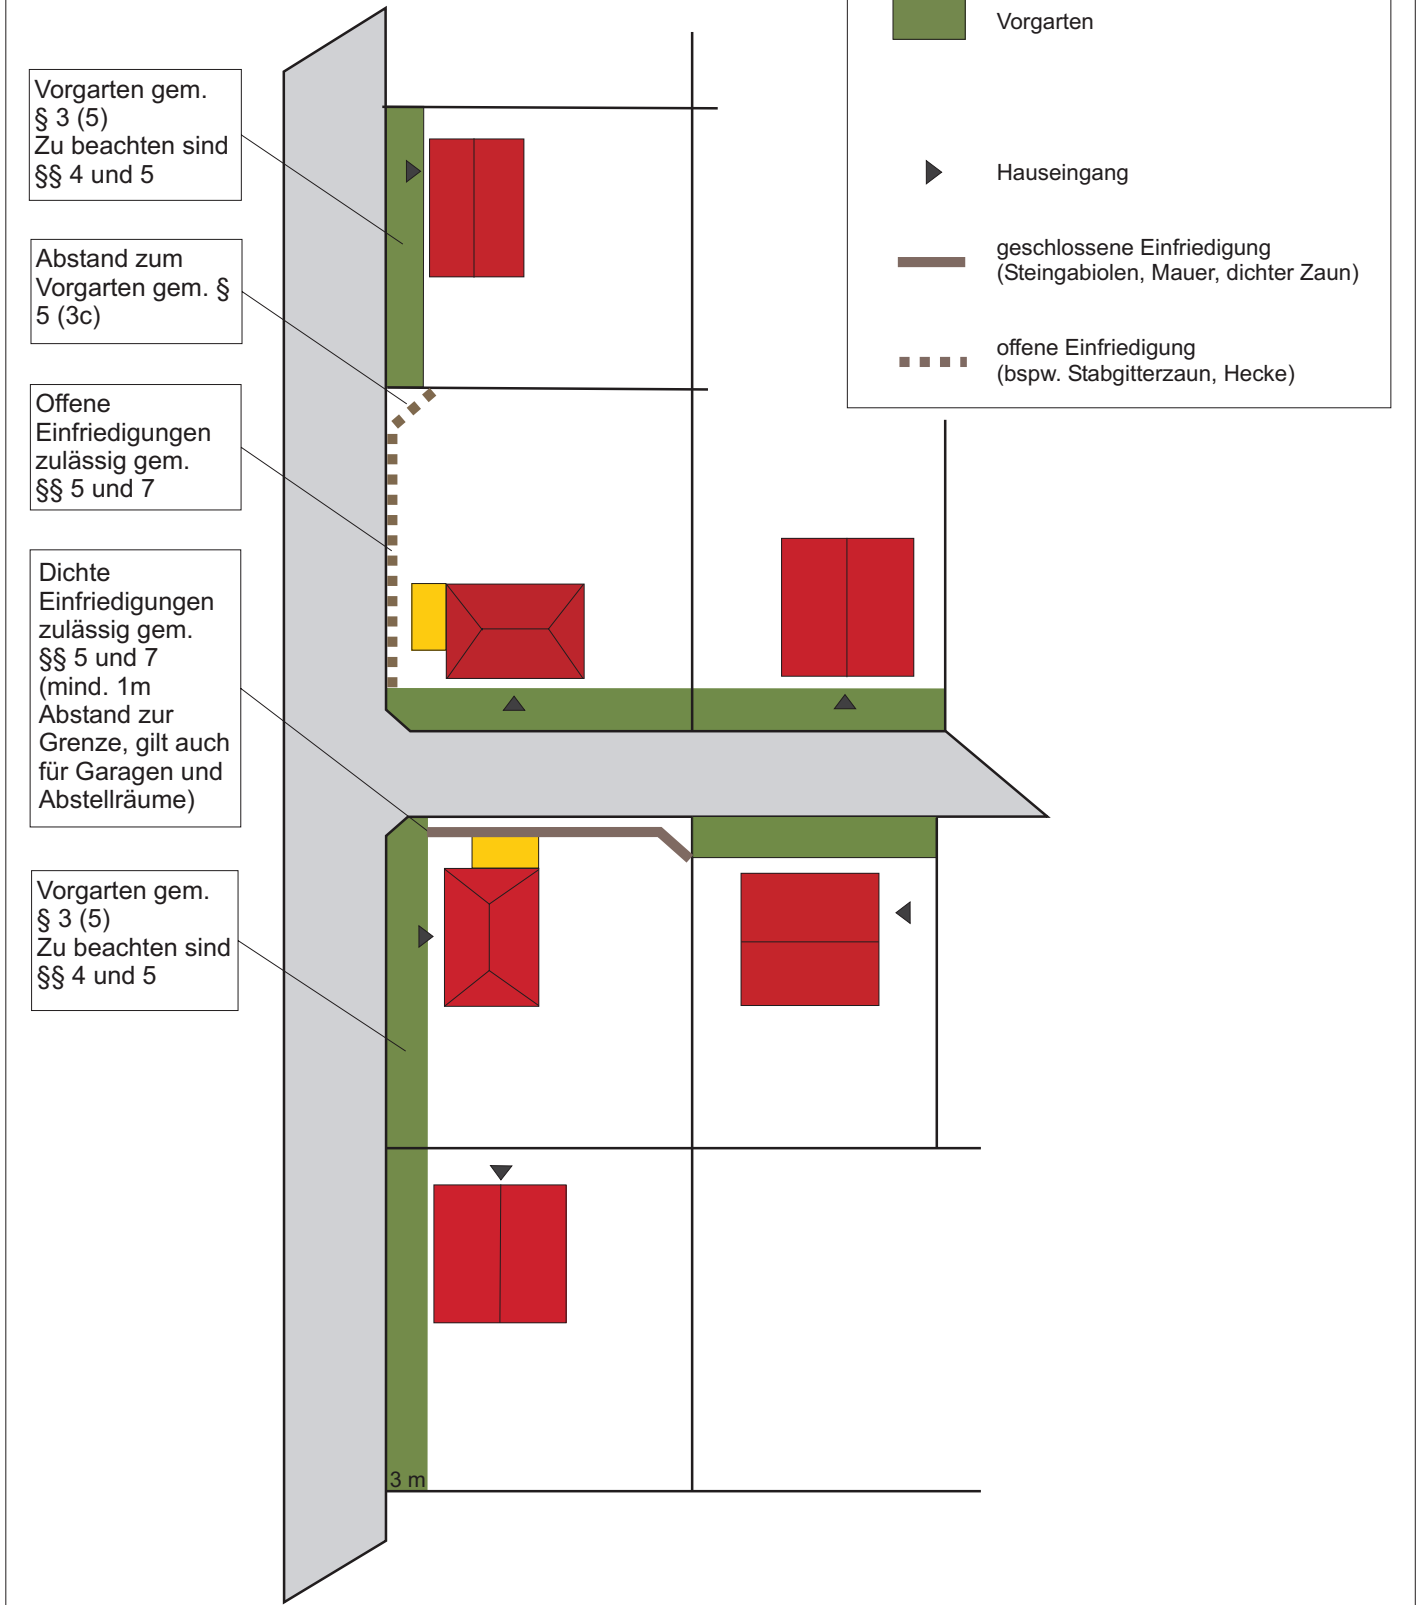 Vorgarten gem.
§ 3 (5)
Zu beachten sind
§§ 4 und 5
Abstand zum
Vorgarten gem. §
5 (3c)
Offene
Einfriedigungen
zulässig gem.
§§ 5 und 7
Dichte
Einfriedigungen
zulässig gem.
§§ 5 und 7
(mind. 1m
Abstand zur
Grenze, gilt auch
für Garagen und
Abstellräume)
Vorgarten gem.
§ 3 (5)
Zu beachten sind
§§ 4 und 5
3 m
Vorgarten
Hauseingang
geschlossene Einfriedigung
(Steingabiolen, Mauer, dichter Zaun)
offene Einfriedigung
(bspw. Stabgitterzaun, Hecke)